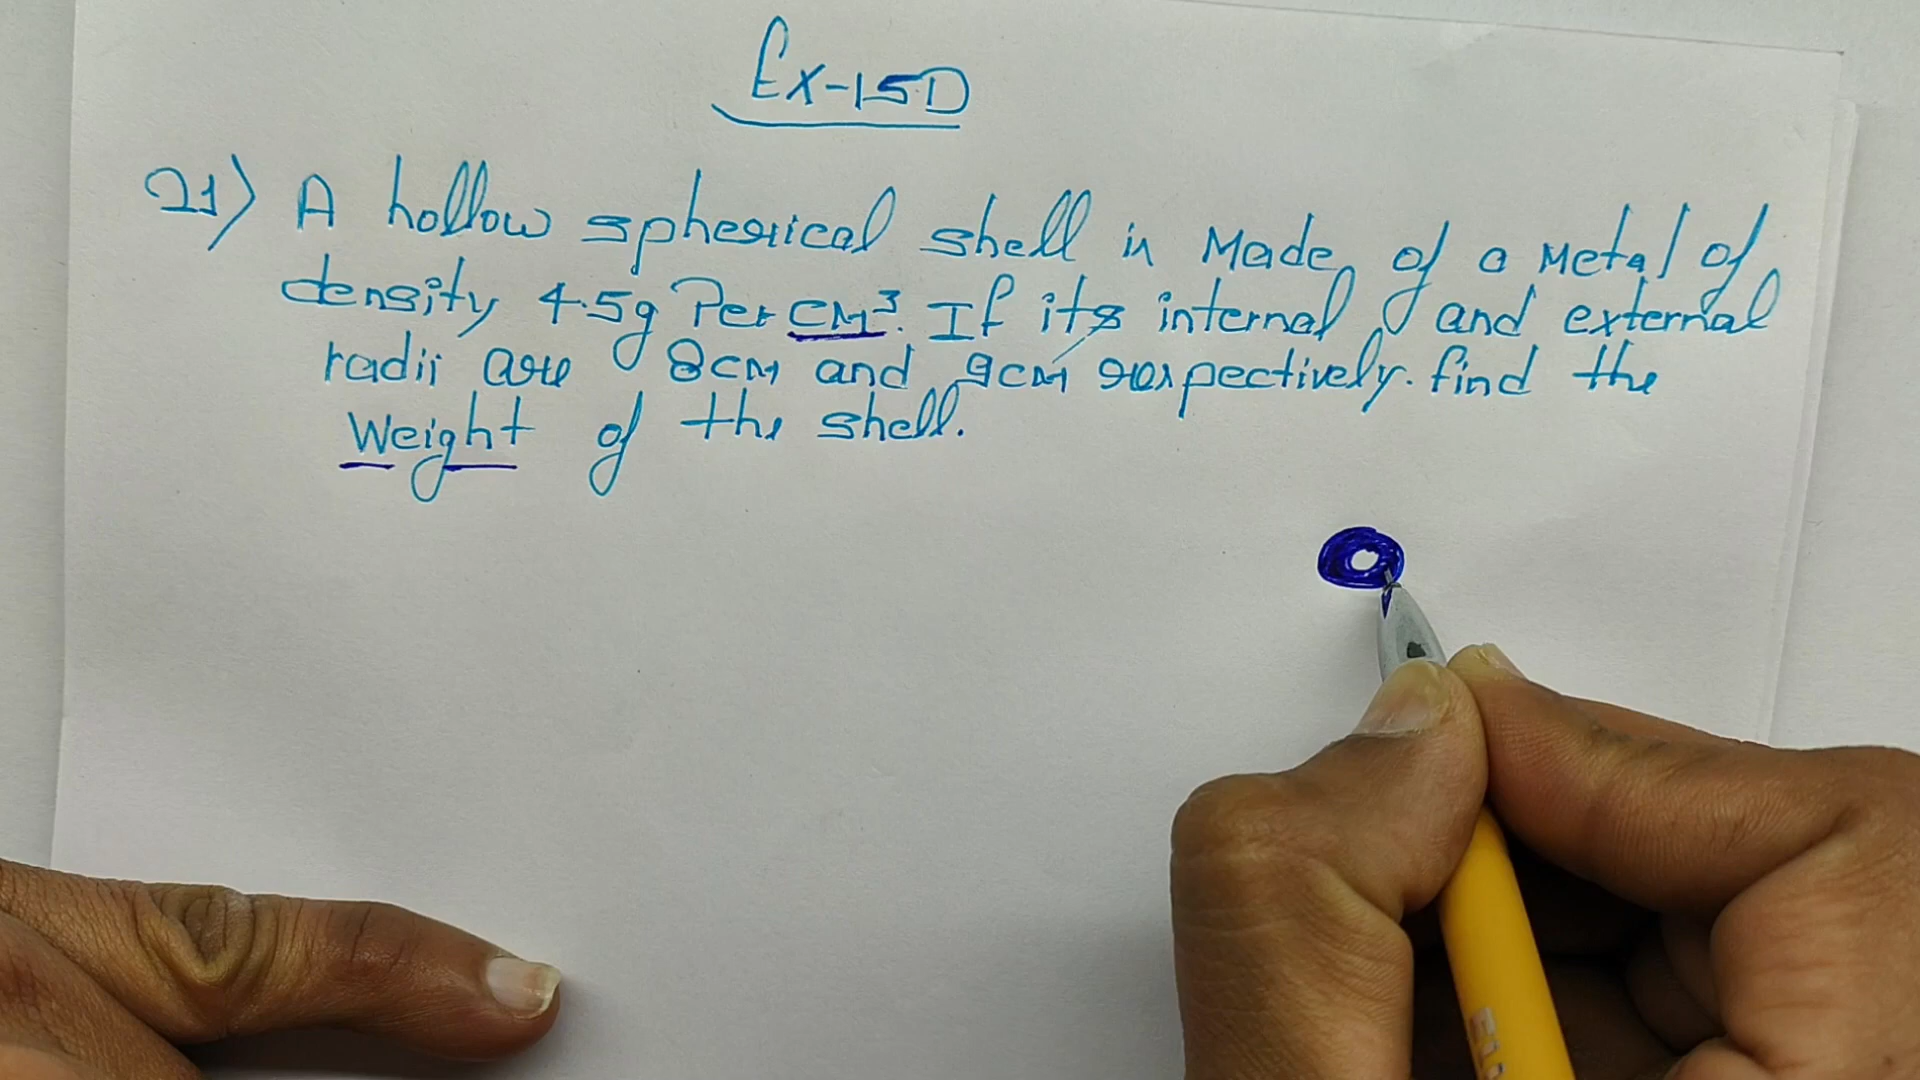 Ex-15D
21) A hollow spherical shell is Made of a Metal of
density 4.5g Per CM³. If its internal and external
radii are 8CM and 9CM respectively. find the
Weight of the shell.